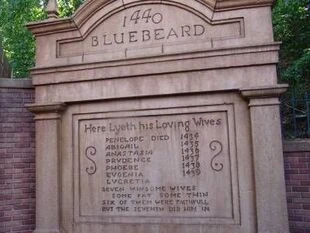 1440
BLUEBEARD
Here Lyeth his Loving Wives
PENELOPE DIED 1434
ABIGAIL 1435
ANASTASIA 1436
PRUDENCE 1437
PHOEBE 1438
EUGENIA 1439
LUCRETIA
SEVEN WINSOME WIVES
SOME FAT SOME THIN
SIX OF THEM WERE FAITHFULL
BUT THE SEVENTH DID HIM IN